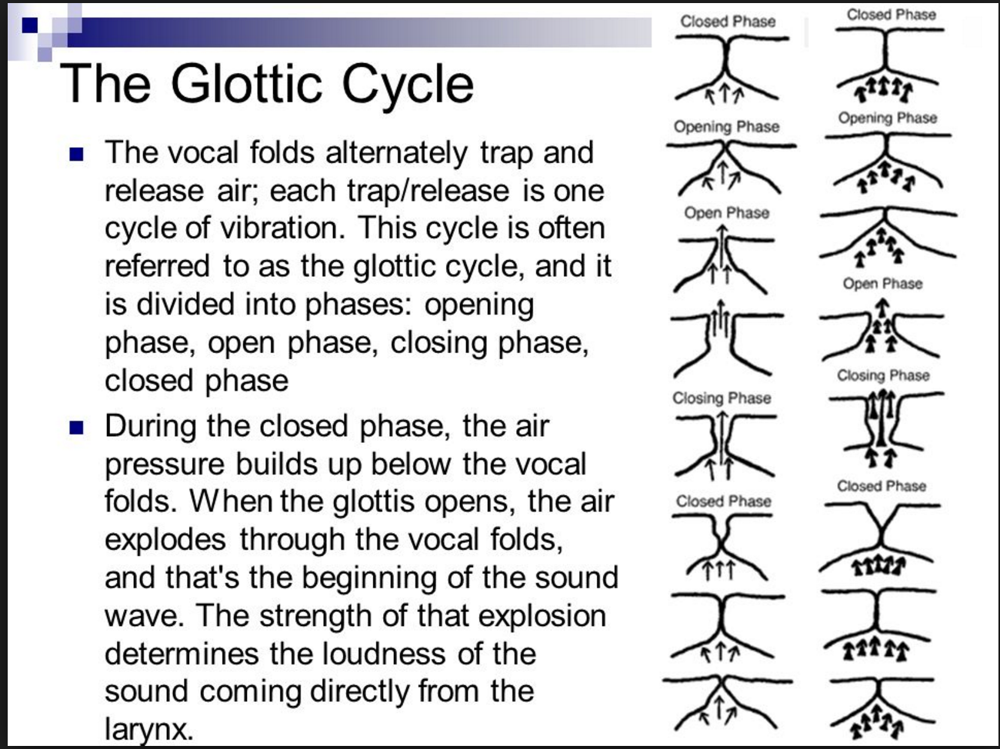 The Glottic Cycle
The vocal folds alternately trap and
release air; each trap/release is one
cycle of vibration. This cycle is often
referred to as the glottic cycle, and it
is divided into phases: opening
phase, open phase, closing phase,
closed phase
During the closed phase, the air
pressure builds up below the vocal
folds. When the glottis opens, the air
explodes through the vocal folds,
and that's the beginning of the sound
wave. The strength of that explosion
determines the loudness of the
sound coming directly from the
larynx.
Closed Phase
Opening Phase
Open Phase
Closing Phase
Closed Phase
Closed Phase
Opening Phase
Open Phase
Closing Phase
Closed Phase